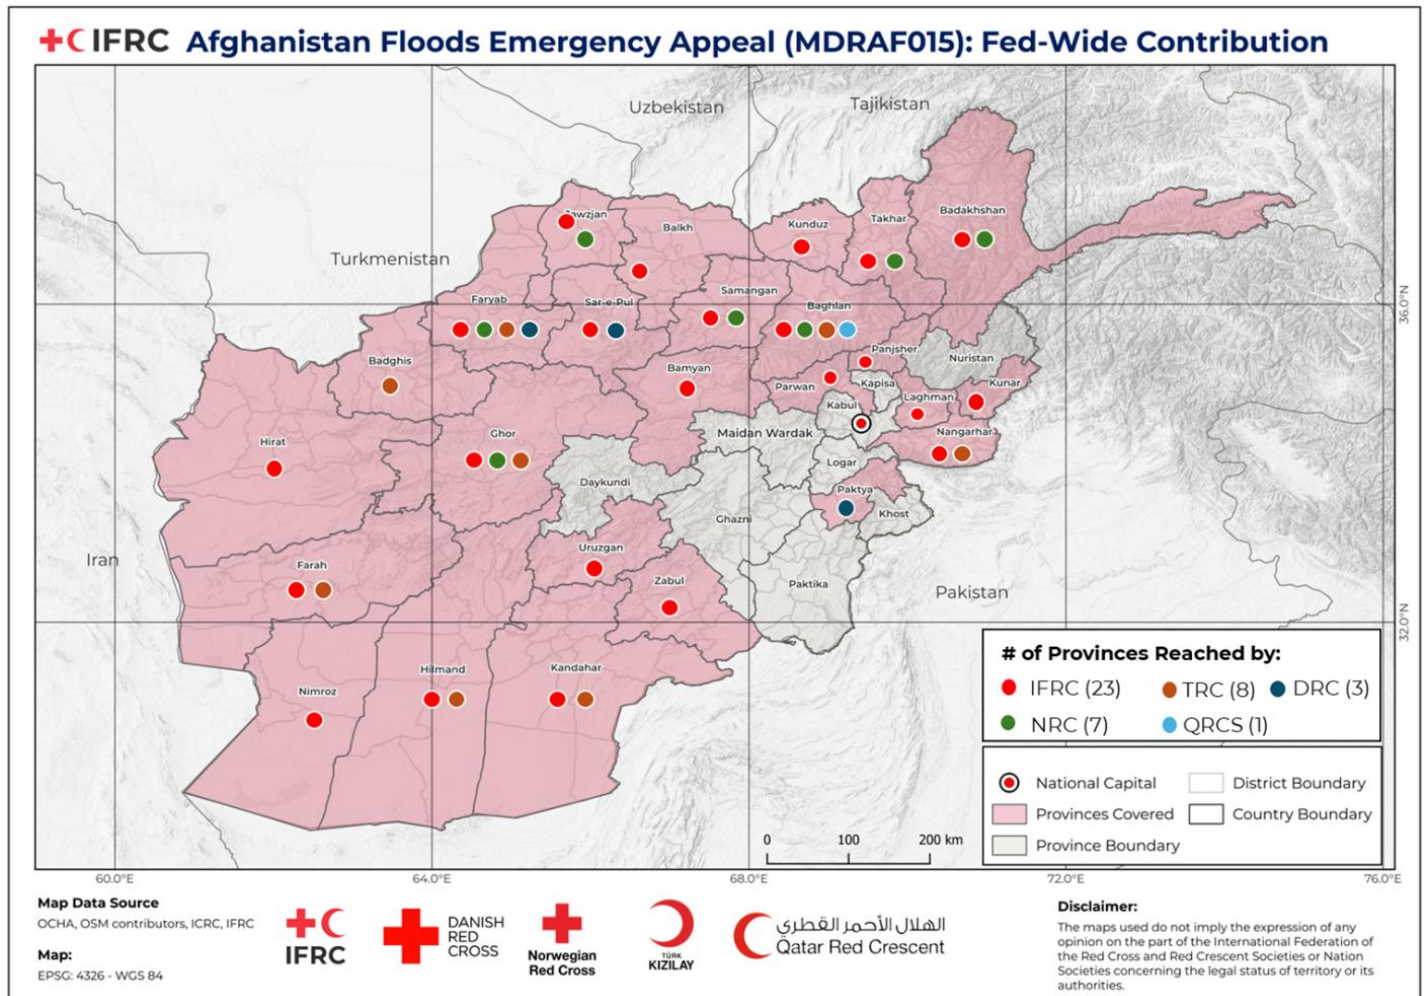 IFRC Afghanistan Floods Emergency Appeal (MDRAF015): Fed-Wide Contribution
Uzbekistan
Tajikistan
Turkmenistan
Iran
Pakistan
Jowzjan
Balkh
Kunduz
Takhar
Badakhshan
Faryab
Sar-e-Pul
Samangan
Baghlan
Badghis
Bamyan
Panjsher
Nuristan
Parwan
Kapisa
Kunar
Laghman
Kabul
Hirat
Ghor
Maidan Wardak
Nangarhar
Logar
Daykundi
Paktya
Ghazni
Khost
Uruzgan
Farah
Zabul
Paktika
Hilmand
Kandahar
Nimroz
36.0°N
32.0°N
# of Provinces Reached by:
IFRC (23)
TRC (8)
DRC (3)
NRC (7)
QRCS (1)
National Capital
District Boundary
Provinces Covered
Country Boundary
Province Boundary
0 100 200 km
60.0°E
64.0°E
68.0°E
72.0°E
76.0°E
Map Data Source
OCHA, OSM contributors, ICRC, IFRC
Map:
EPSG: 4326 - WGS 84
IFRC
DANISH
RED
CROSS
Norwegian
Red Cross
TÜRK
KIZILAY
الهلال الأحمر القطري
Qatar Red Crescent
Disclaimer:
The maps used do not imply the expression of any
opinion on the part of the International Federation of
the Red Cross and Red Crescent Societies or Nation
Societies concerning the legal status of territory or its
authorities.